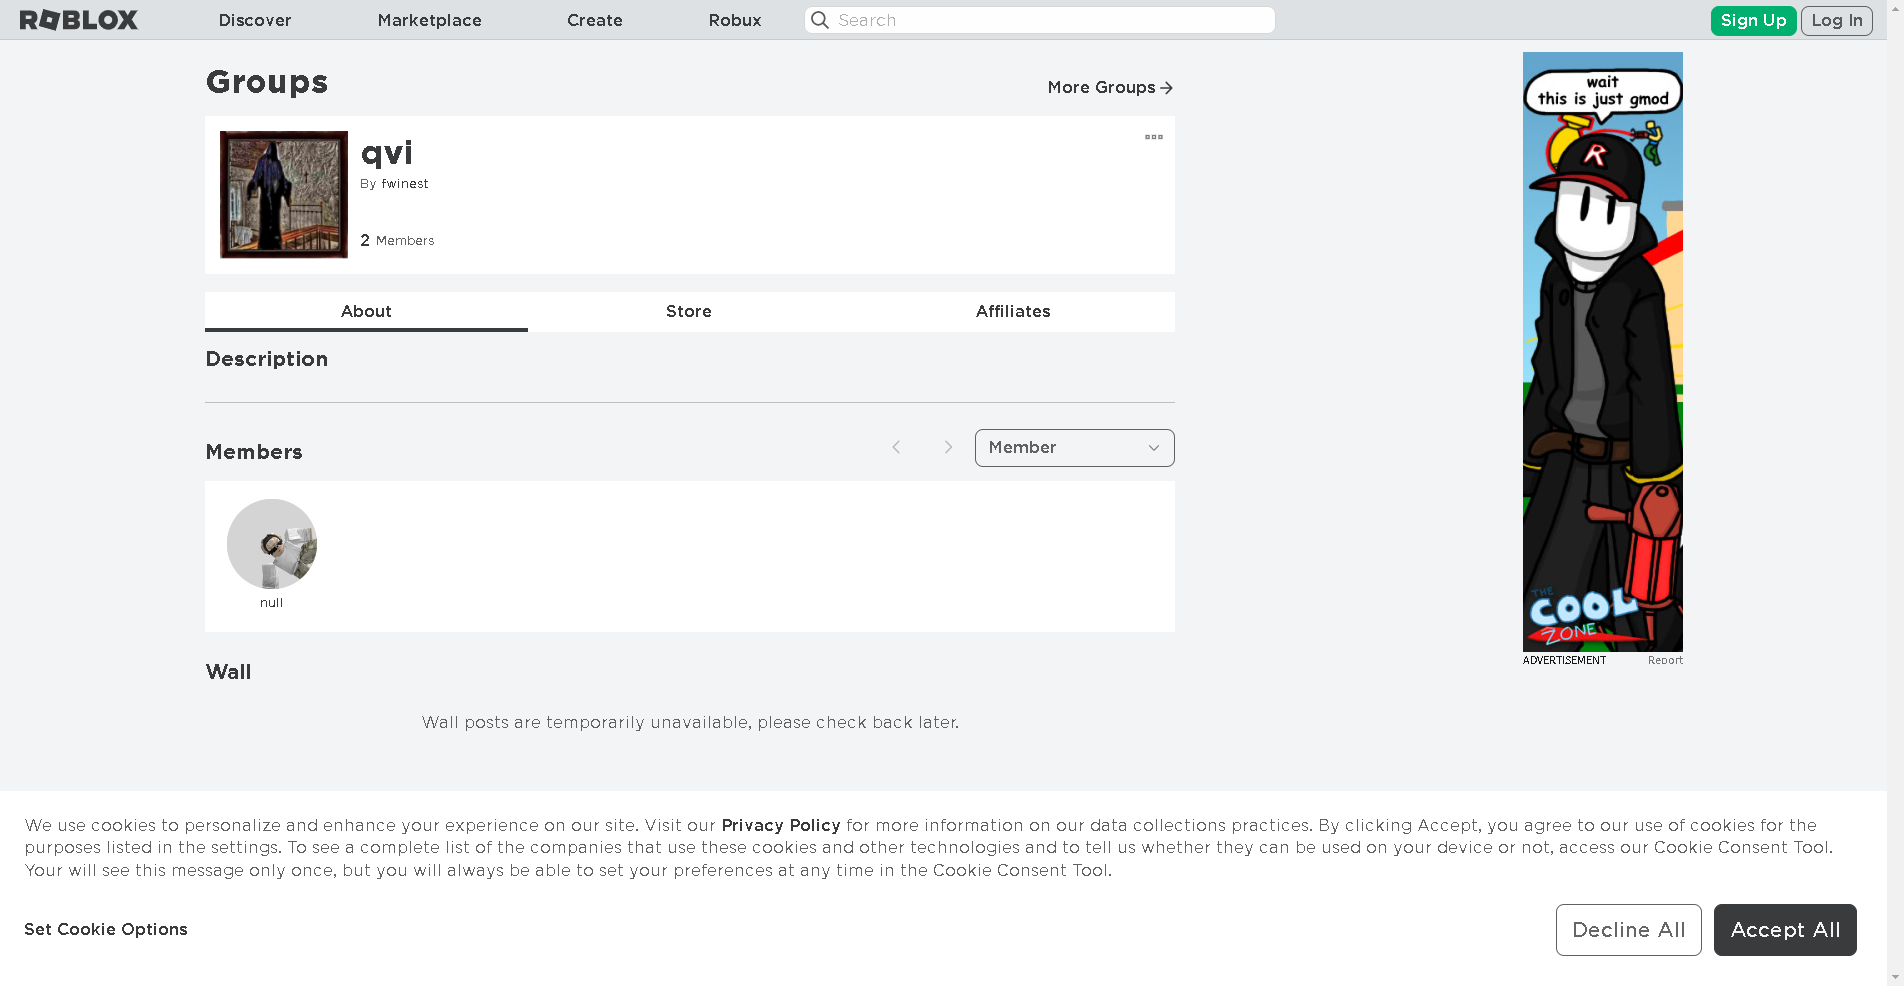 ROBLOX Discover Marketplace Create Robux Search Sign Up Log In
Groups
More Groups
qvi
By fwinest
2 Members
About Store Affiliates
Description
Members
Member
null
Wall
Wall posts are temporarily unavailable, please check back later.
wait
this is just gmod
R
THE
COOL
ZONE
ADVERTISEMENT Report
We use cookies to personalize and enhance your experience on our site. Visit our Privacy Policy for more information on our data collections practices. By clicking Accept, you agree to our use of cookies for the
purposes listed in the settings. To see a complete list of the companies that use these cookies and other technologies and to tell us whether they can be used on your device or not, access our Cookie Consent Tool.
Your will see this message only once, but you will always be able to set your preferences at any time in the Cookie Consent Tool.
Set Cookie Options
Decline All Accept All